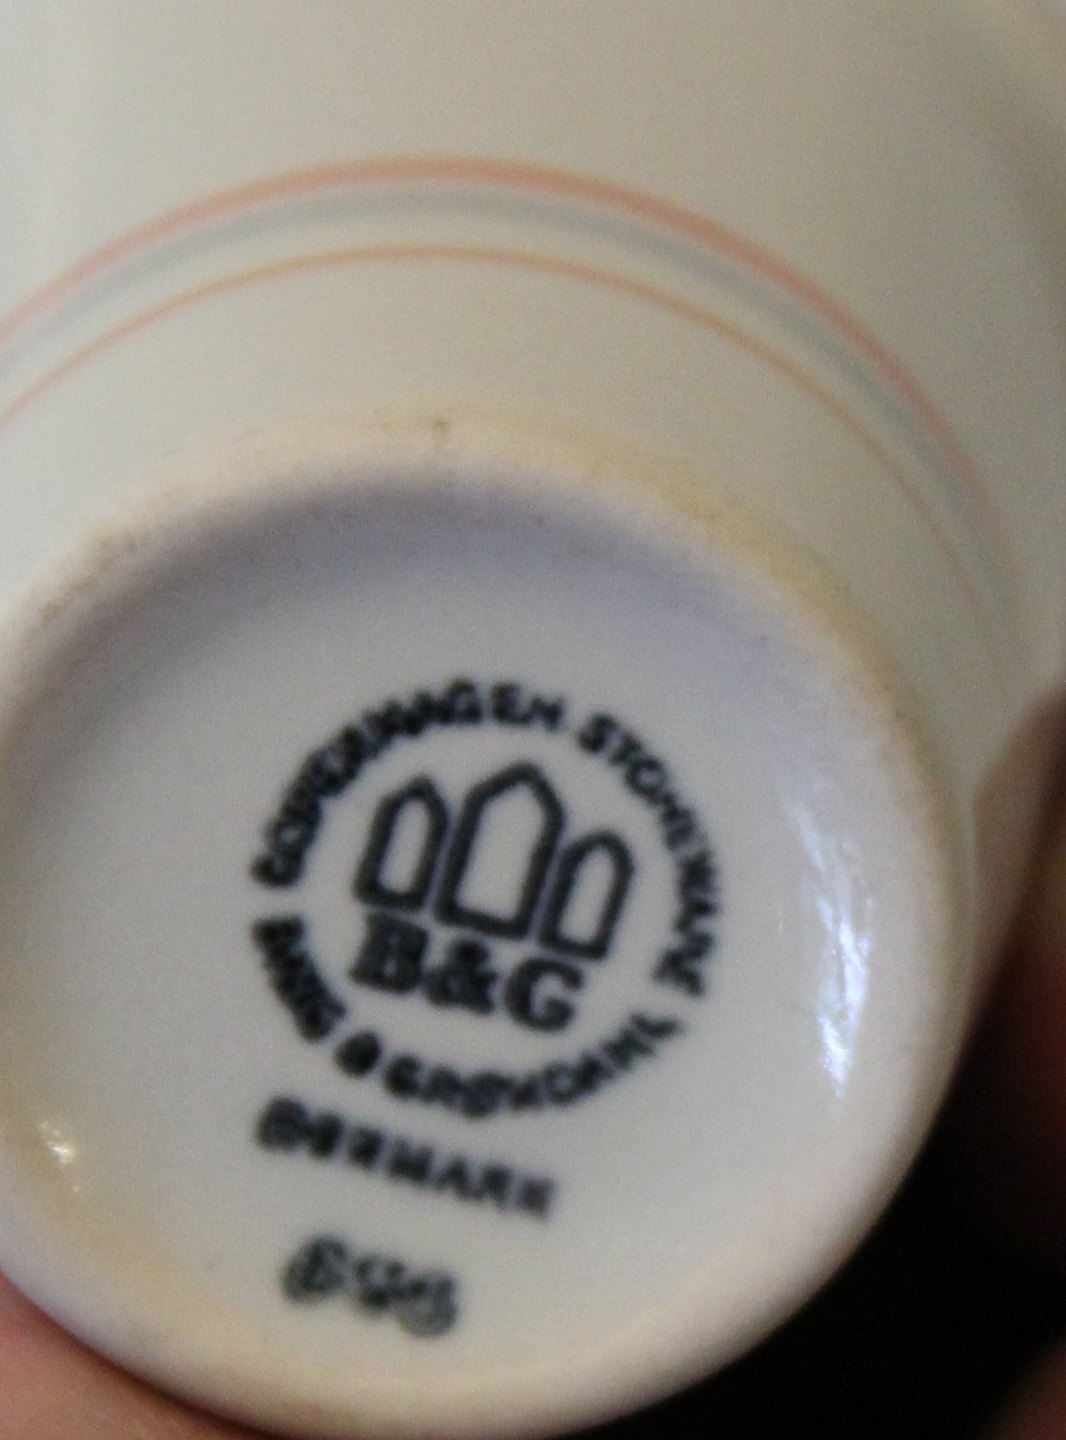 COPENHAGEN STONEWARE
B&G
BING & GRØNDAHL
DENMARK